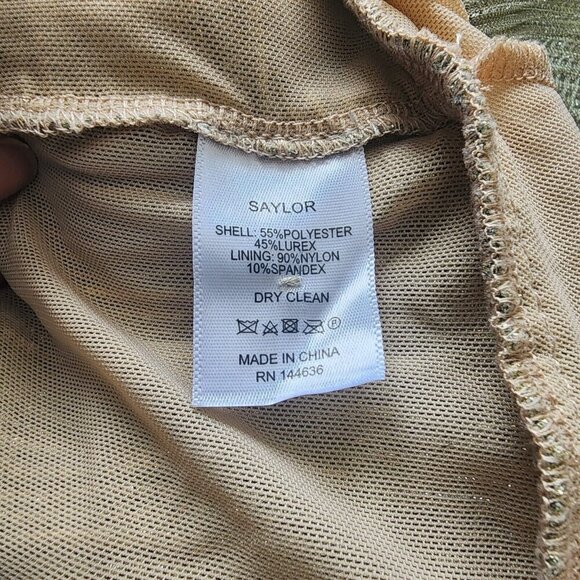 SAYLOR
SHELL: 55%POLYESTER
45%LUREX
LINING: 90%NYLON
10%SPANDEX
DRY CLEAN
P
MADE IN CHINA
RN 144636